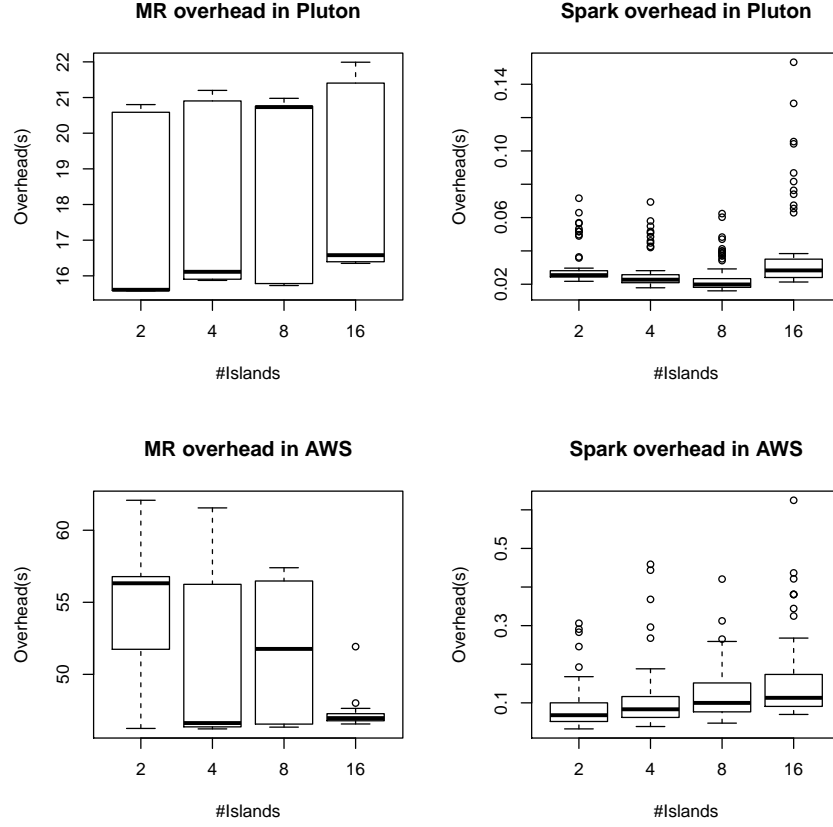 MR overhead in Pluton
Overhead(s)
22
21
20
19
18
17
16
2 4 8 16
#Islands
Spark overhead in Pluton
Overhead(s)
0.14
0.10
0.06
0.02
2 4 8 16
#Islands
MR overhead in AWS
Overhead(s)
60
55
50
2 4 8 16
#Islands
Spark overhead in AWS
Overhead(s)
0.5
0.3
0.1
2 4 8 16
#Islands